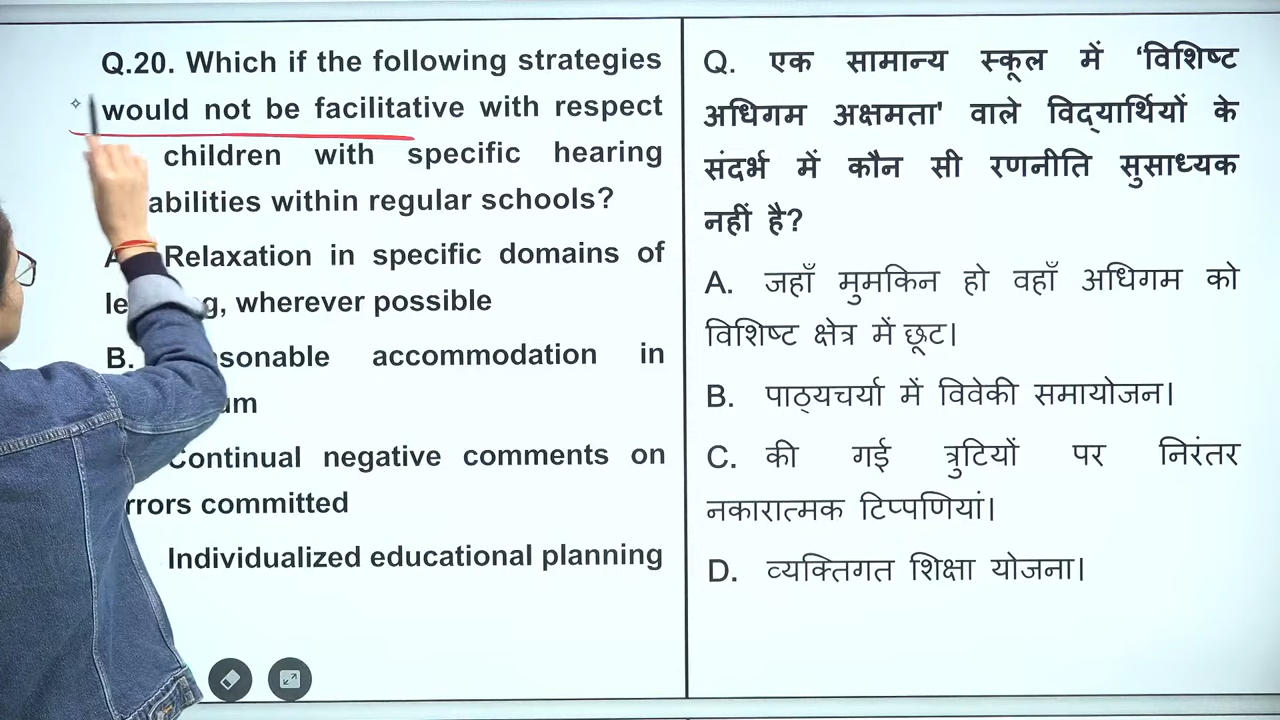 Q.20. Which if the following strategies
would not be facilitative with respect
children with specific hearing
abilities within regular schools?
A. Relaxation in specific domains of
le g, wherever possible
B. sonable accommodation in
um
Continual negative comments on
rrors committed
Individualized educational planning
Q. एक सामान्य स्कूल में ‘विशिष्ट
अधिगम अक्षमता' वाले विद्यार्थियों के
संदर्भ में कौन सी रणनीति सुसाध्यक
नहीं है?
A. जहाँ मुमकिन हो वहाँ अधिगम को
विशिष्ट क्षेत्र में छूट।
B. पाठ्यचर्या में विवेकी समायोजन।
C. की गई त्रुटियों पर निरंतर
नकारात्मक टिप्पणियां।
D. व्यक्तिगत शिक्षा योजना।